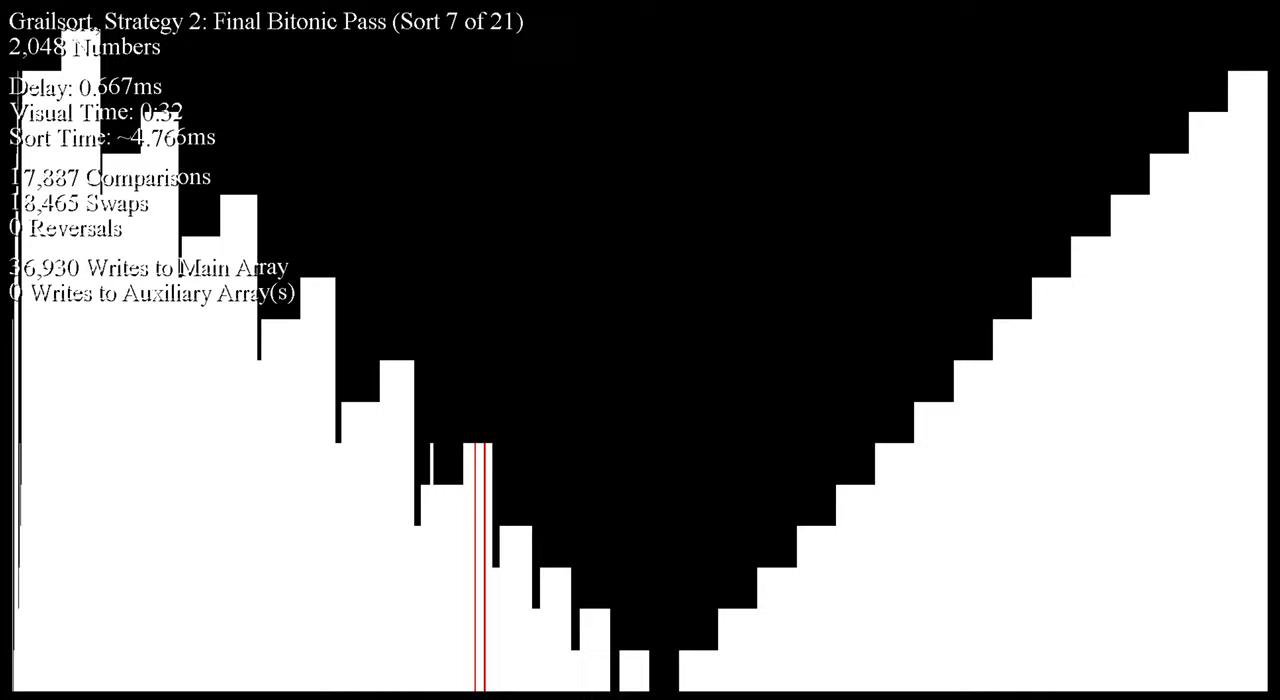 Grailsort, Strategy 2: Final Bitonic Pass (Sort 7 of 21)
2,048 Numbers
Delay: 0.667ms
Visual Time: 0:32
Sort Time: ~4.766ms
17,887 Comparisons
18,465 Swaps
0 Reversals
36,930 Writes to Main Array
0 Writes to Auxiliary Array(s)